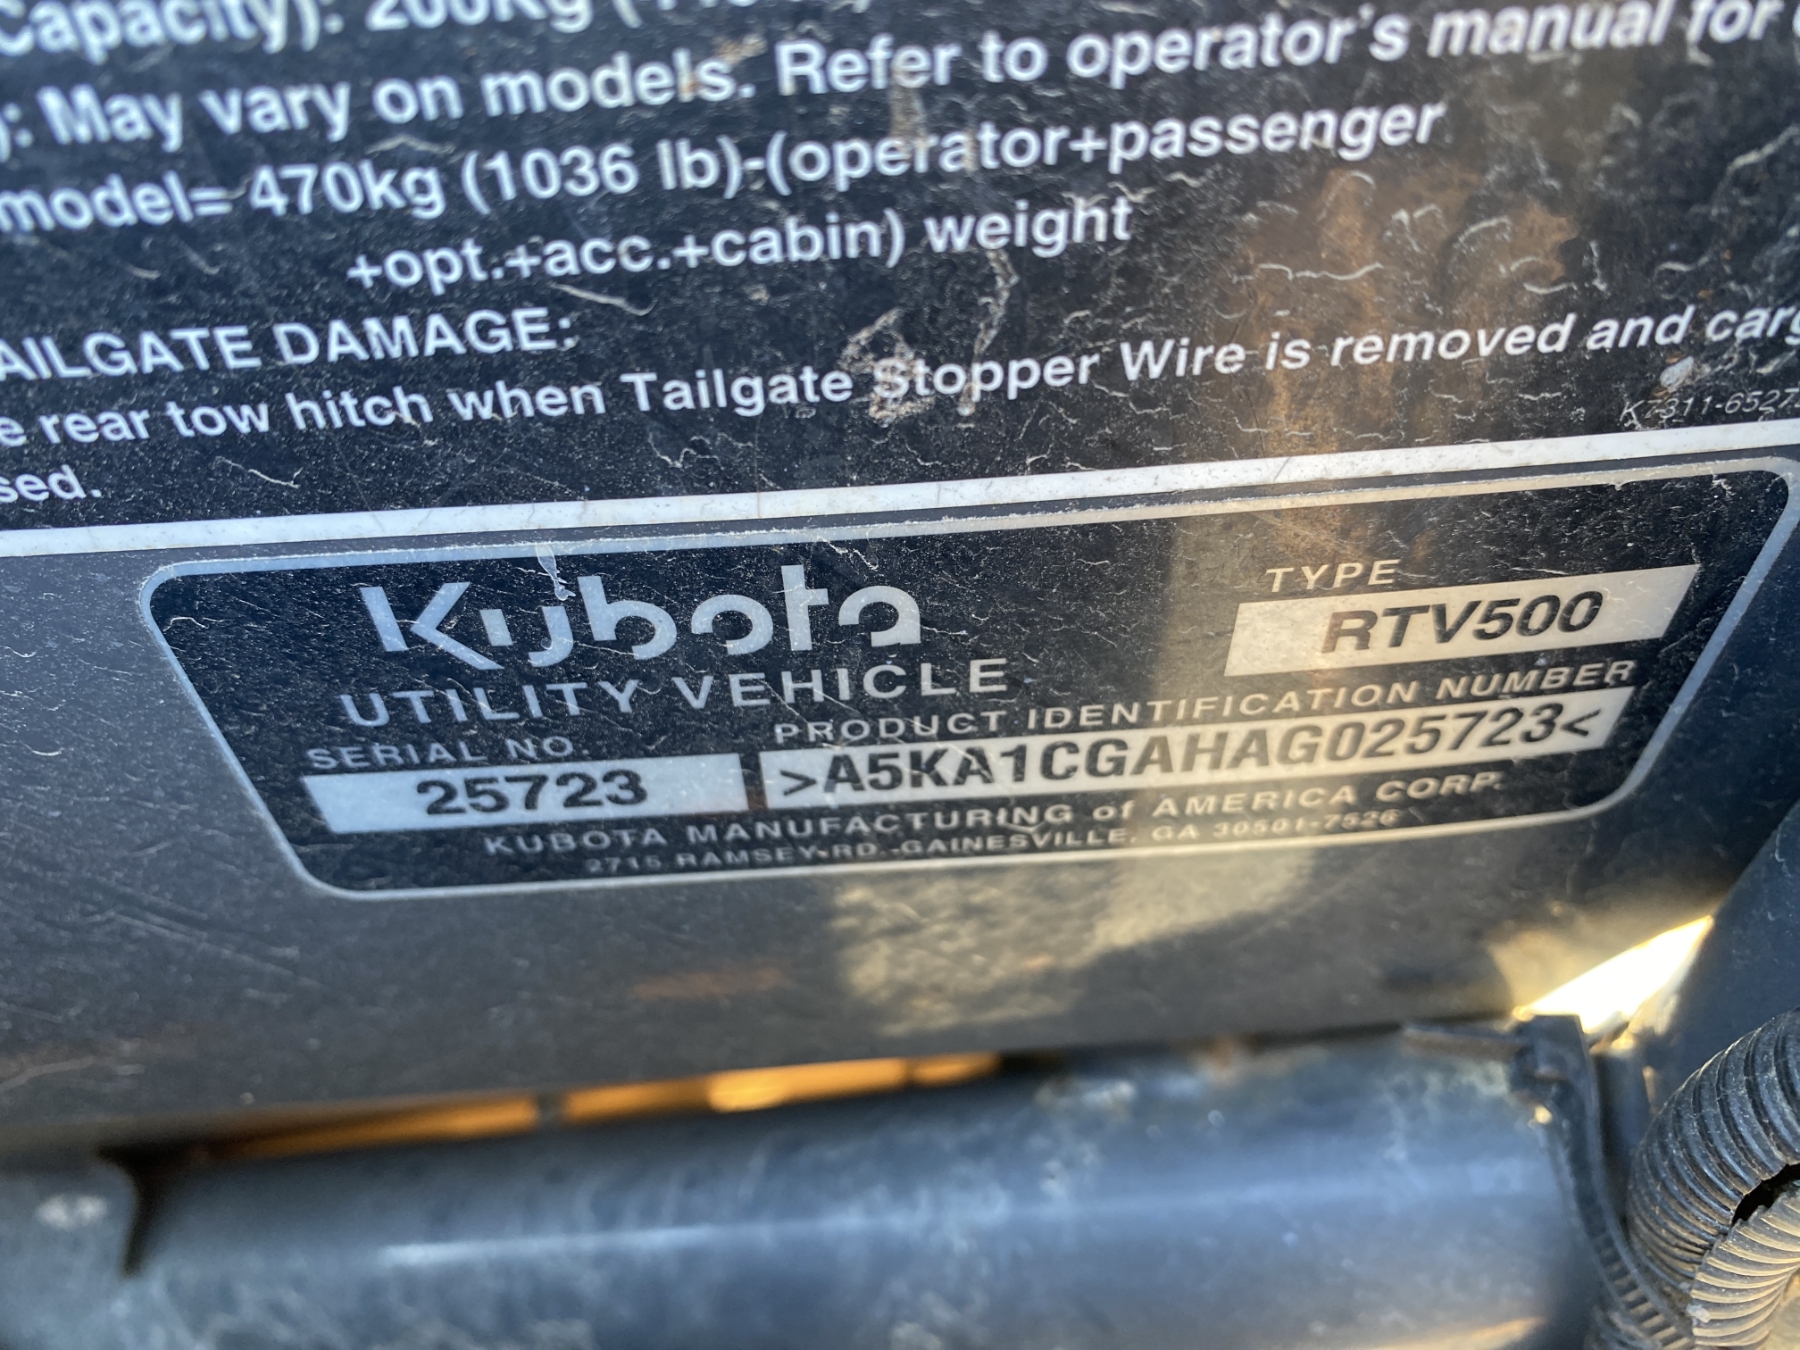 Capacity): 200kg
): May vary on models. Refer to operator's manual for
model= 470kg (1036 lb)-(operator+passenger
+opt.+acc.+cabin) weight
AILGATE DAMAGE:
e rear tow hitch when Tailgate Stopper Wire is removed and carg
sed.
K7311-6527
Kubota
TYPE
RTV500
UTILITY VEHICLE
PRODUCT IDENTIFICATION NUMBER
SERIAL NO.
25723
>A5KA1CGAHAG025723<
KUBOTA MANUFACTURING of AMERICA CORP.
2715 RAMSEY RD. GAINESVILLE, GA 30501-7526